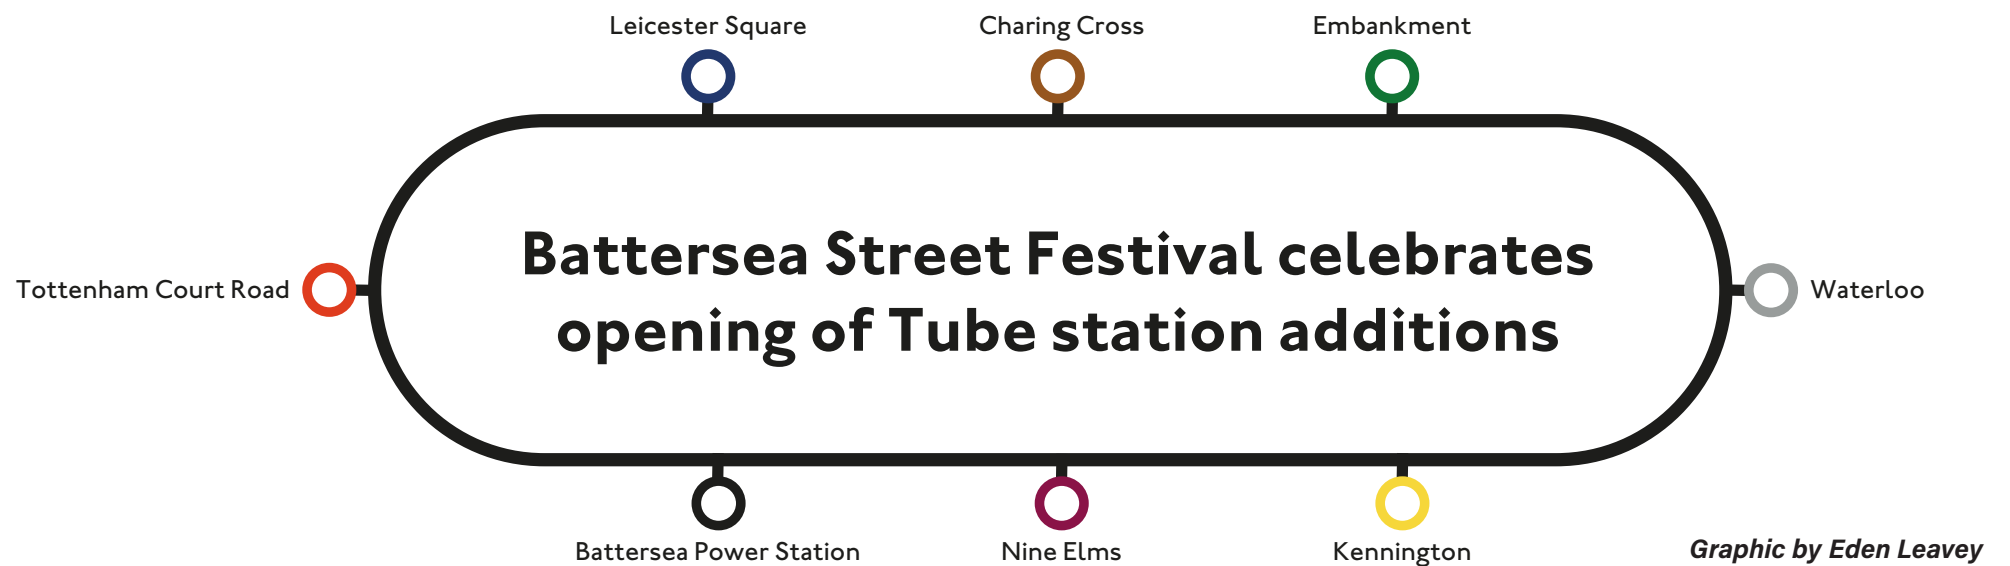 Leicester Square
Charing Cross
Embankment
Battersea Street Festival celebrates
opening of Tube station additions
Tottenham Court Road
Waterloo
Battersea Power Station
Nine Elms
Kennington
Graphic by Eden Leavey